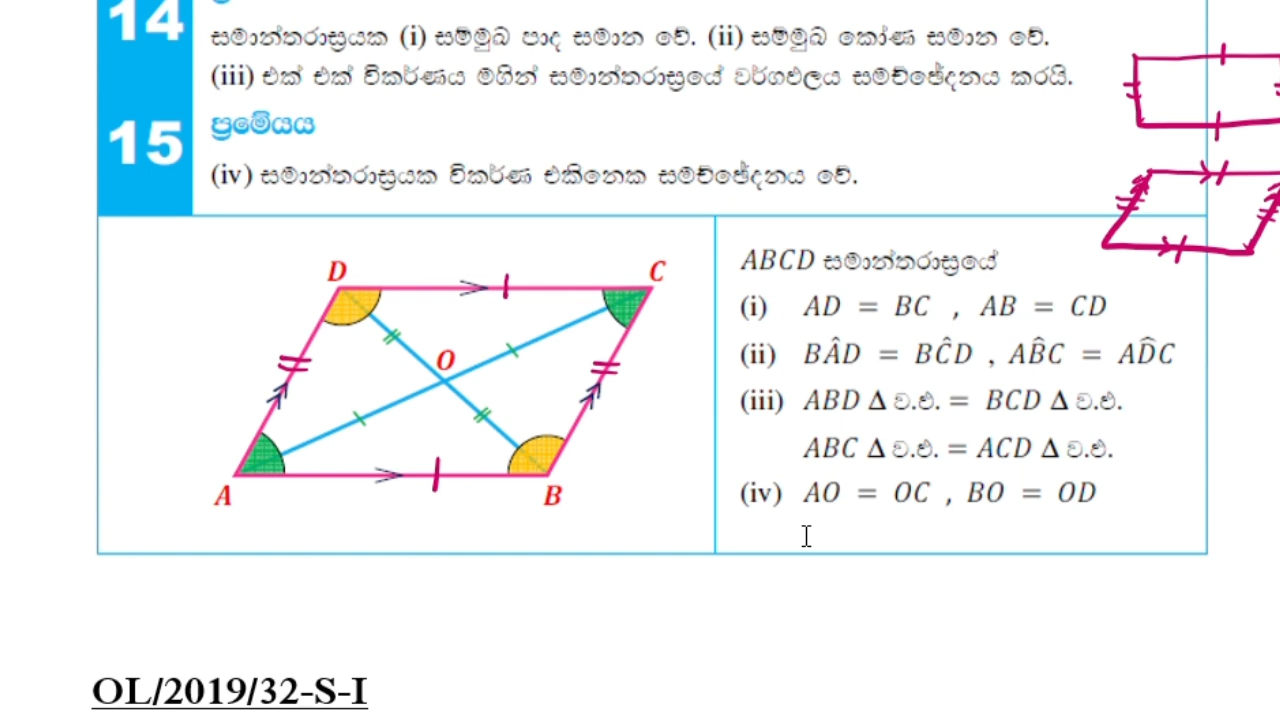 14
සමාන්තරාස්‍රයක (i) සම්මුඛ පාද සමාන වේ. (ii) සම්මුඛ කෝණ සමාන වේ.
(iii) එක් එක් විකර්ණය මගින් සමාන්තරාස්‍රයේ වර්ගඵලය සමච්ඡේදනය කරයි.
15
ප්‍රමේයය
(iv) සමාන්තරාස්‍රයක විකර්ණ එකිනෙක සමච්ඡේදනය වේ.
D
C
O
A
B
ABCD සමාන්තරාස්‍රයේ
(i) AD = BC , AB = CD
(ii) BÂD = BĈD , AB̂C = AD̂C
(iii) ABD Δ ව.ඵ. = BCD Δ ව.ඵ.
ABC Δ ව.ඵ. = ACD Δ ව.ඵ.
(iv) AO = OC , BO = OD
OL/2019/32-S-I